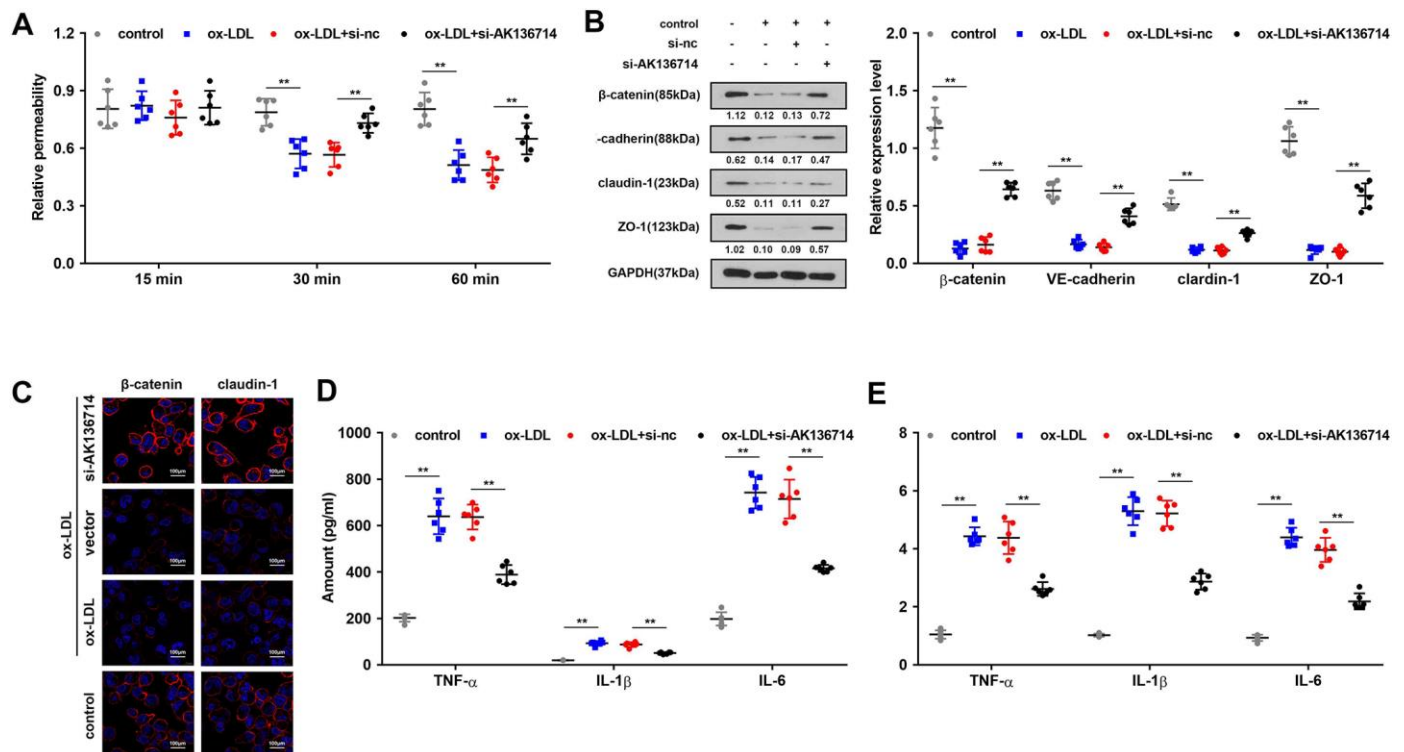 A
control
ox-LDL
ox-LDL+si-nc
ox-LDL+si-AK136714
Relative permeability
1.2
0.9
0.6
0.3
0.0
**
**
**
**
15 min
30 min
60 min
B
control - + + +
si-nc - - + -
si-AK136714 - - - +
β-catenin(85kDa)
1.12 0.12 0.13 0.72
-cadherin(88kDa)
0.62 0.14 0.17 0.47
claudin-1(23kDa)
0.52 0.11 0.11 0.27
ZO-1(123kDa)
1.02 0.10 0.09 0.57
GAPDH(37kDa)
control
ox-LDL
ox-LDL+si-nc
ox-LDL+si-AK136714
Relative expression level
2.0
1.5
1.0
0.5
0.0
**
**
**
**
**
**
**
**
β-catenin
VE-cadherin
clardin-1
ZO-1
C
β-catenin
claudin-1
ox-LDL
si-AK136714
100μm
100μm
vector
100μm
100μm
ox-LDL
100μm
100μm
control
100μm
100μm
D
control
ox-LDL
ox-LDL+si-nc
ox-LDL+si-AK136714
Amount (pg/ml)
1000
800
600
400
200
0
**
**
**
**
**
**
TNF-α
IL-1β
IL-6
E
control
ox-LDL
ox-LDL+si-nc
ox-LDL+si-AK136714
8
6
4
2
0
**
**
**
**
**
**
TNF-α
IL-1β
IL-6